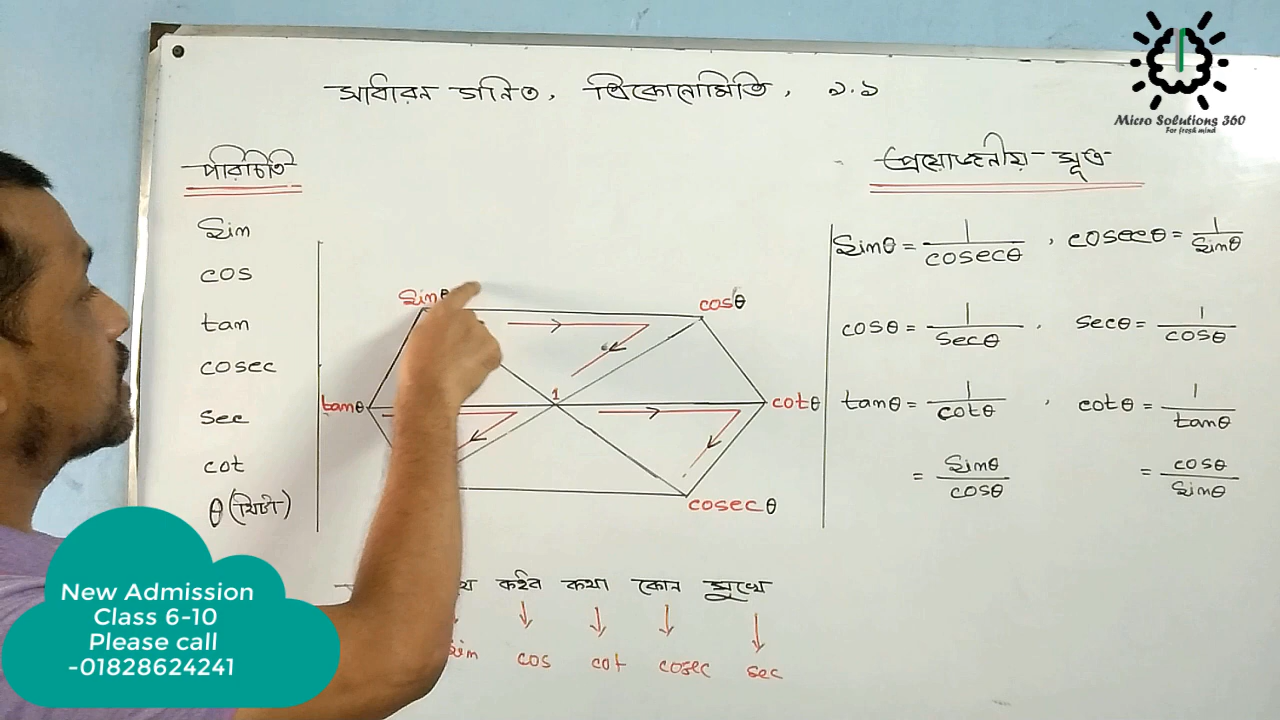 সাধারন গনিত, ত্রিকোনোমিতি, ৯.১
Micro Solutions 360
For fresh mind
পরিচিতি
sin
cos
tan
cosec
sec
cot
θ (থিটা)
sinθ
cosθ
tanθ
1
cotθ
cosecθ
কইব কথা কোন মুখে
sin cos cot cosec sec
প্রয়োজনীয় সূত্র
sinθ = 1/cosecθ , cosecθ = 1/sinθ
cosθ = 1/secθ , secθ = 1/cosθ
tanθ = 1/cotθ , cotθ = 1/tanθ
= sinθ/cosθ = cosθ/sinθ
New Admission
Class 6-10
Please call
-01828624241